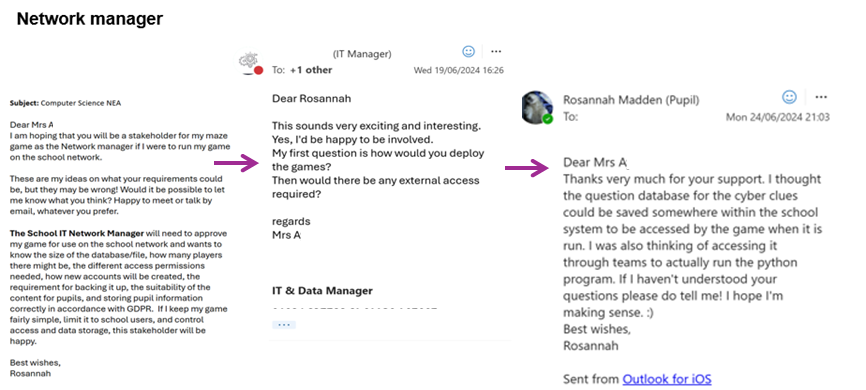 Network manager
Subject: Computer Science NEA
Dear Mrs A
I am hoping that you will be a stakeholder for my maze
game as the Network manager if I were to run my game
on the school network.
These are my ideas on what your requirements could
be, but they may be wrong! Would it be possible to let
me know what you think? Happy to meet or talk by
email, whatever you prefer.
The School IT Network Manager will need to approve
my game for use on the school network and wants to
know the size of the database/file, how many players
there might be, the different access permissions
needed, how new accounts will be created, the
requirement for backing it up, the suitability of the
content for pupils, and storing pupil information
correctly in accordance with GDPR. If I keep my game
fairly simple, limit it to school users, and control
access and data storage, this stakeholder will be
happy.
Best wishes,
Rosannah
(IT Manager)
To: +1 other
Wed 19/06/2024 16:26
Dear Rosannah
This sounds very exciting and interesting.
Yes, I'd be happy to be involved.
My first question is how would you deploy
the games?
Then would there be any external access
required?
regards
Mrs A
IT & Data Manager
Rosannah Madden (Pupil)
To:
Mon 24/06/2024 21:03
Dear Mrs A
Thanks very much for your support. I thought
the question database for the cyber clues
could be saved somewhere within the school
system to be accessed by the game when it is
run. I was also thinking of accessing it
through teams to actually run the python
program. If I haven't understood your
questions please do tell me! I hope I'm
making sense. :)
Best wishes,
Rosannah
Sent from Outlook for iOS